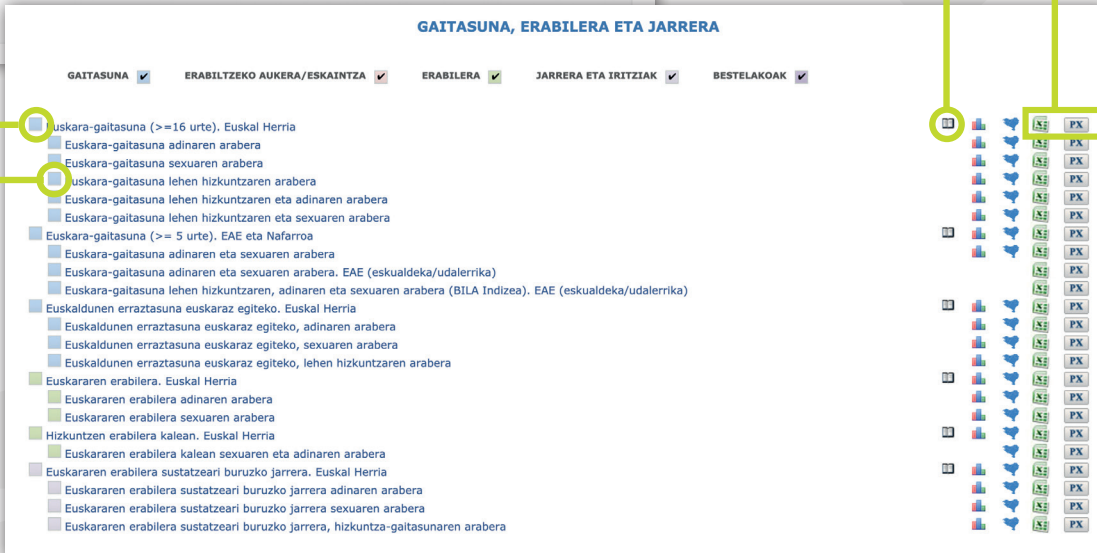 GAITASUNA, ERABILERA ETA JARRERA
GAITASUNA ERABILTZEKO AUKERA/ESKAINTZA ERABILERA JARRERA ETA IRITZIAK BESTELAKOAK
Euskara-gaitasuna (>=16 urte). Euskal Herria PX
Euskara-gaitasuna adinaren arabera PX
Euskara-gaitasuna sexuaren arabera PX
Euskara-gaitasuna lehen hizkuntzaren arabera PX
Euskara-gaitasuna lehen hizkuntzaren eta adinaren arabera PX
Euskara-gaitasuna lehen hizkuntzaren eta sexuaren arabera PX
Euskara-gaitasuna (>= 5 urte). EAE eta Nafarroa PX
Euskara-gaitasuna adinaren eta sexuaren arabera PX
Euskara-gaitasuna adinaren eta sexuaren arabera. EAE (eskualdeka/udalerrika) PX
Euskara-gaitasuna lehen hizkuntzaren, adinaren eta sexuaren arabera (BILA Indizea). EAE (eskualdeka/udalerrika) PX
Euskaldunen erraztasuna euskaraz egiteko. Euskal Herria PX
Euskaldunen erraztasuna euskaraz egiteko, adinaren arabera PX
Euskaldunen erraztasuna euskaraz egiteko, sexuaren arabera PX
Euskaldunen erraztasuna euskaraz egiteko, lehen hizkuntzaren arabera PX
Euskararen erabilera. Euskal Herria PX
Euskararen erabilera adinaren arabera PX
Euskararen erabilera sexuaren arabera PX
Hizkuntzen erabilera kalean. Euskal Herria PX
Euskararen erabilera kalean sexuaren eta adinaren arabera PX
Euskararen erabilera sustatzeari buruzko jarrera. Euskal Herria PX
Euskararen erabilera sustatzeari buruzko jarrera adinaren arabera PX
Euskararen erabilera sustatzeari buruzko jarrera sexuaren arabera PX
Euskararen erabilera sustatzeari buruzko jarrera, hizkuntza-gaitasunaren arabera PX